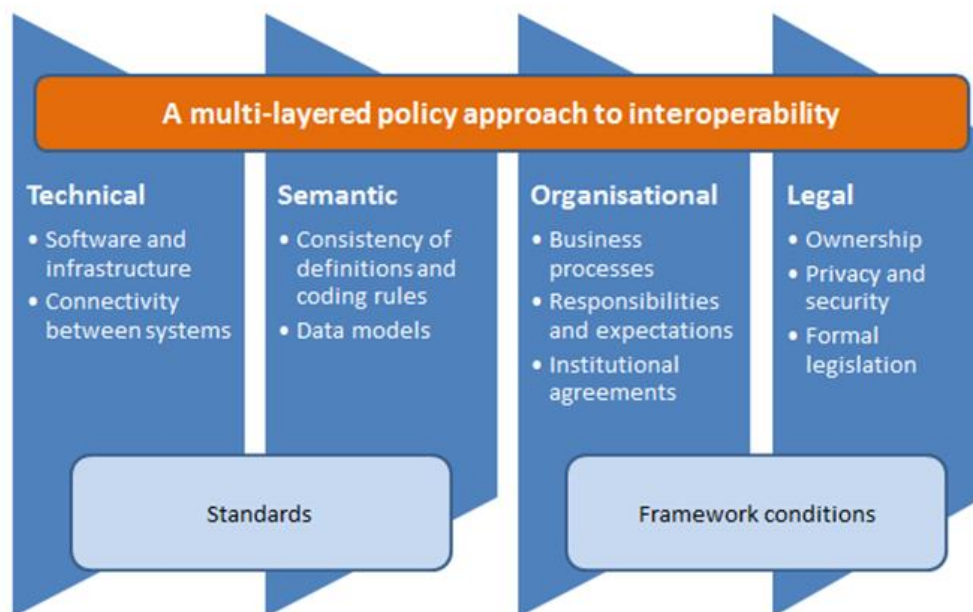 A multi-layered policy approach to interoperability
Technical
• Software and
infrastructure
• Connectivity
between systems
Semantic
• Consistency of
definitions and
coding rules
• Data models
Organisational
• Business
processes
• Responsibilities
and expectations
• Institutional
agreements
Legal
• Ownership
• Privacy and
security
• Formal
legislation
Standards
Framework conditions